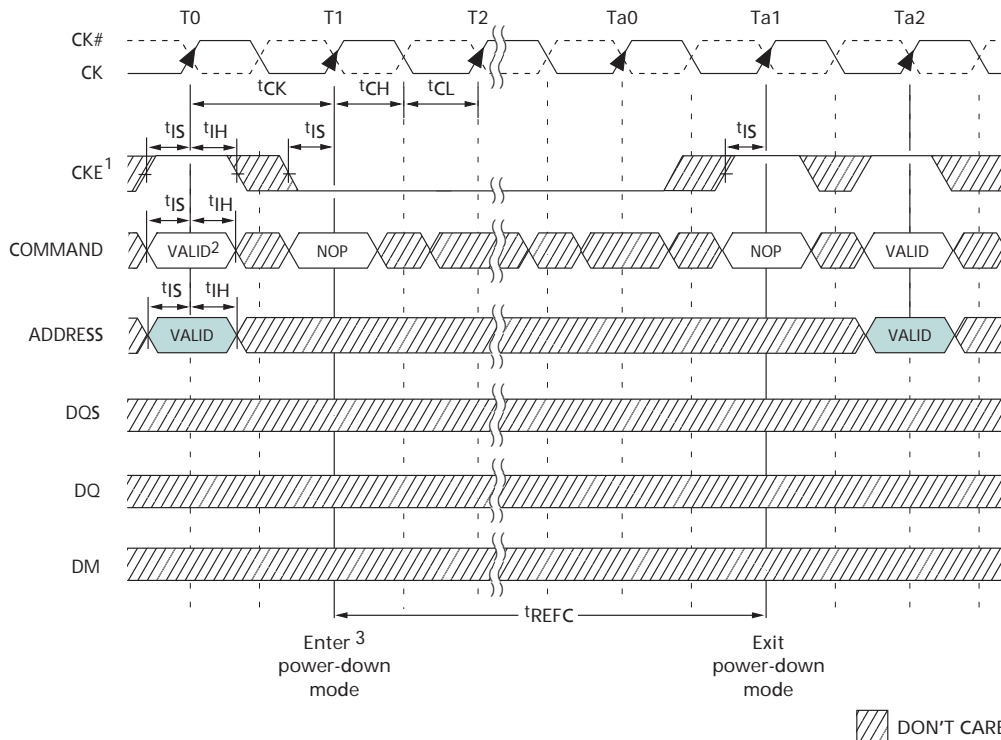 T0 T1 T2 Ta0 Ta1 Ta2
CK#
CK
tCK tCH tCL
tIS tIH tIS tIS
CKE1
tIS tIH
COMMAND VALID2 NOP NOP VALID
tIS tIH
ADDRESS VALID VALID
DQS
DQ
DM
tREFC
Enter 3 Exit
power-down power-down
mode mode
DON'T CARE